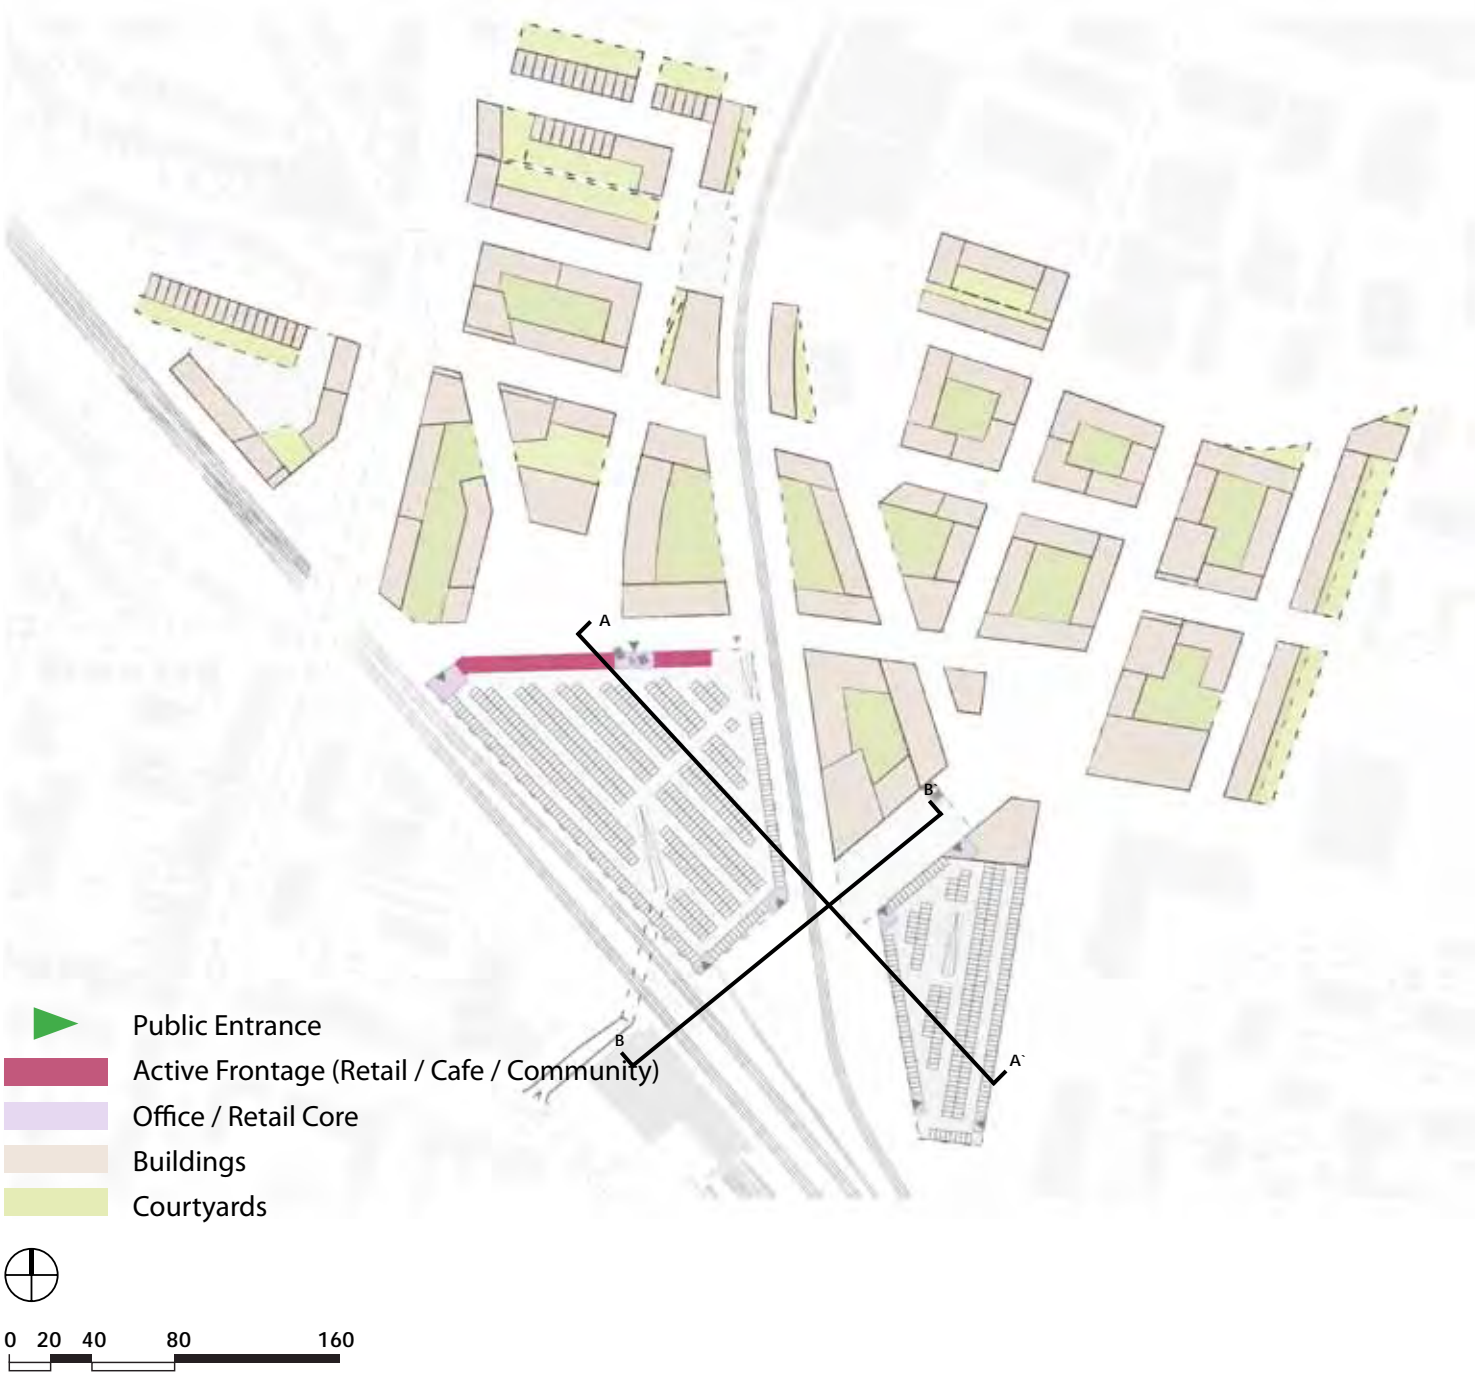 A
B`
B
A`
Public Entrance
Active Frontage (Retail / Cafe / Community)
Office / Retail Core
Buildings
Courtyards
0 20 40 80 160